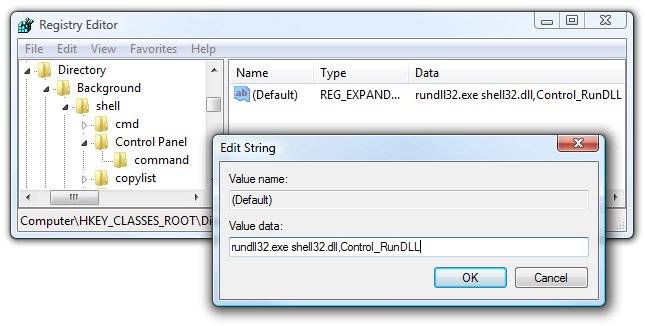 Registry Editor
File Edit View Favorites Help
Directory
Background
shell
cmd
Control Panel
command
copylist
Name Type Data
ab (Default) REG_EXPAND... rundll32.exe shell32.dll,Control_RunDLL
Computer\HKEY_CLASSES_ROOT\Di
Edit String
Value name:
(Default)
Value data:
rundll32.exe shell32.dll,Control_RunDLL
OK Cancel